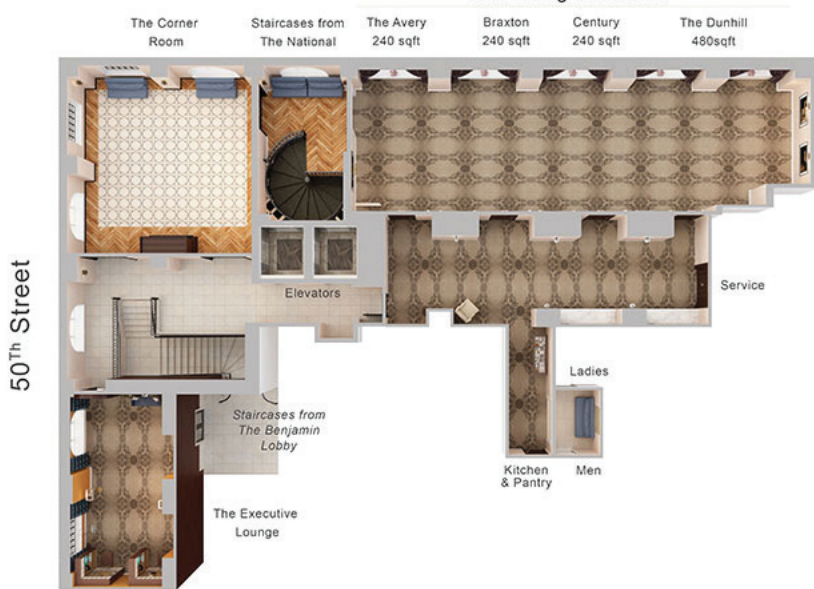 The Corner
Room
Staircases from
The National
The Avery
240 sqft
Braxton
240 sqft
Century
240 sqft
The Dunhill
480sqft
50Th Street
Elevators
Service
Ladies
Staircases from
The Benjamin
Lobby
Kitchen
& Pantry
Men
The Executive
Lounge